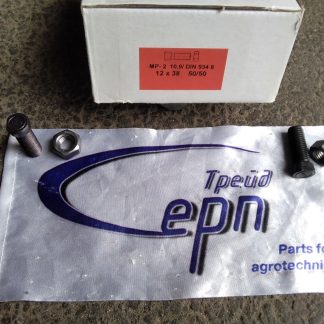 MP-2 10,9/ DIN 934 8
12 x 38 50/50
Трейд
Серп
Parts fo
agrotechni